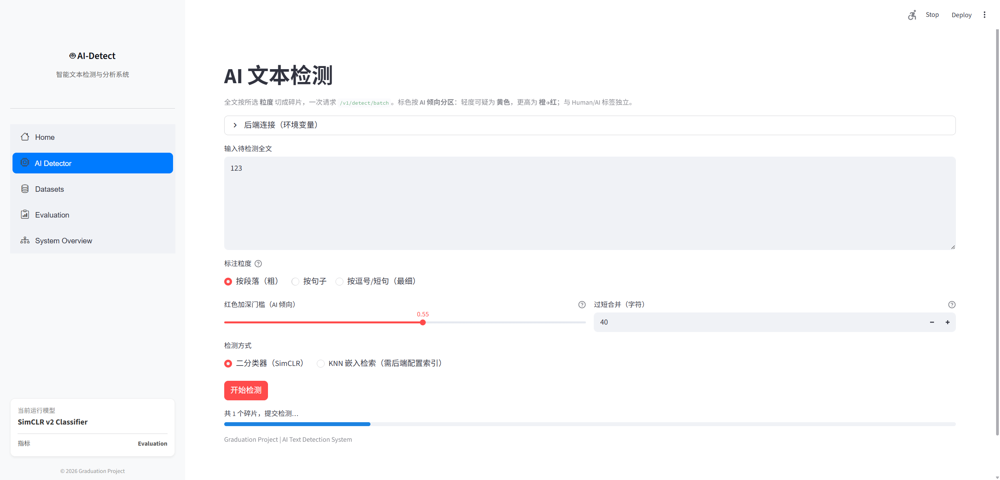 Stop
Deploy
AI-Detect
智能文本检测与分析系统
Home
AI Detector
Datasets
Evaluation
System Overview
当前运行模型
SimCLR v2 Classifier
指标
Evaluation
© 2026 Graduation Project
AI 文本检测
全文按所选 粒度 切成碎片，一次请求 /v1/detect/batch 。标色按 AI 倾向分区：轻度可疑为 黄色，更高为 橙→红；与 Human/AI 标签独立。
后端连接（环境变量）
输入待检测全文
123
标注粒度
按段落（粗）
按句子
按逗号/短句（最细）
红色加深门槛（AI 倾向）
0.55
过短合并（字符）
40
检测方式
二分类器（SimCLR）
KNN 嵌入检索（需后端配置索引）
开始检测
共 1 个碎片，提交检测…
Graduation Project | AI Text Detection System